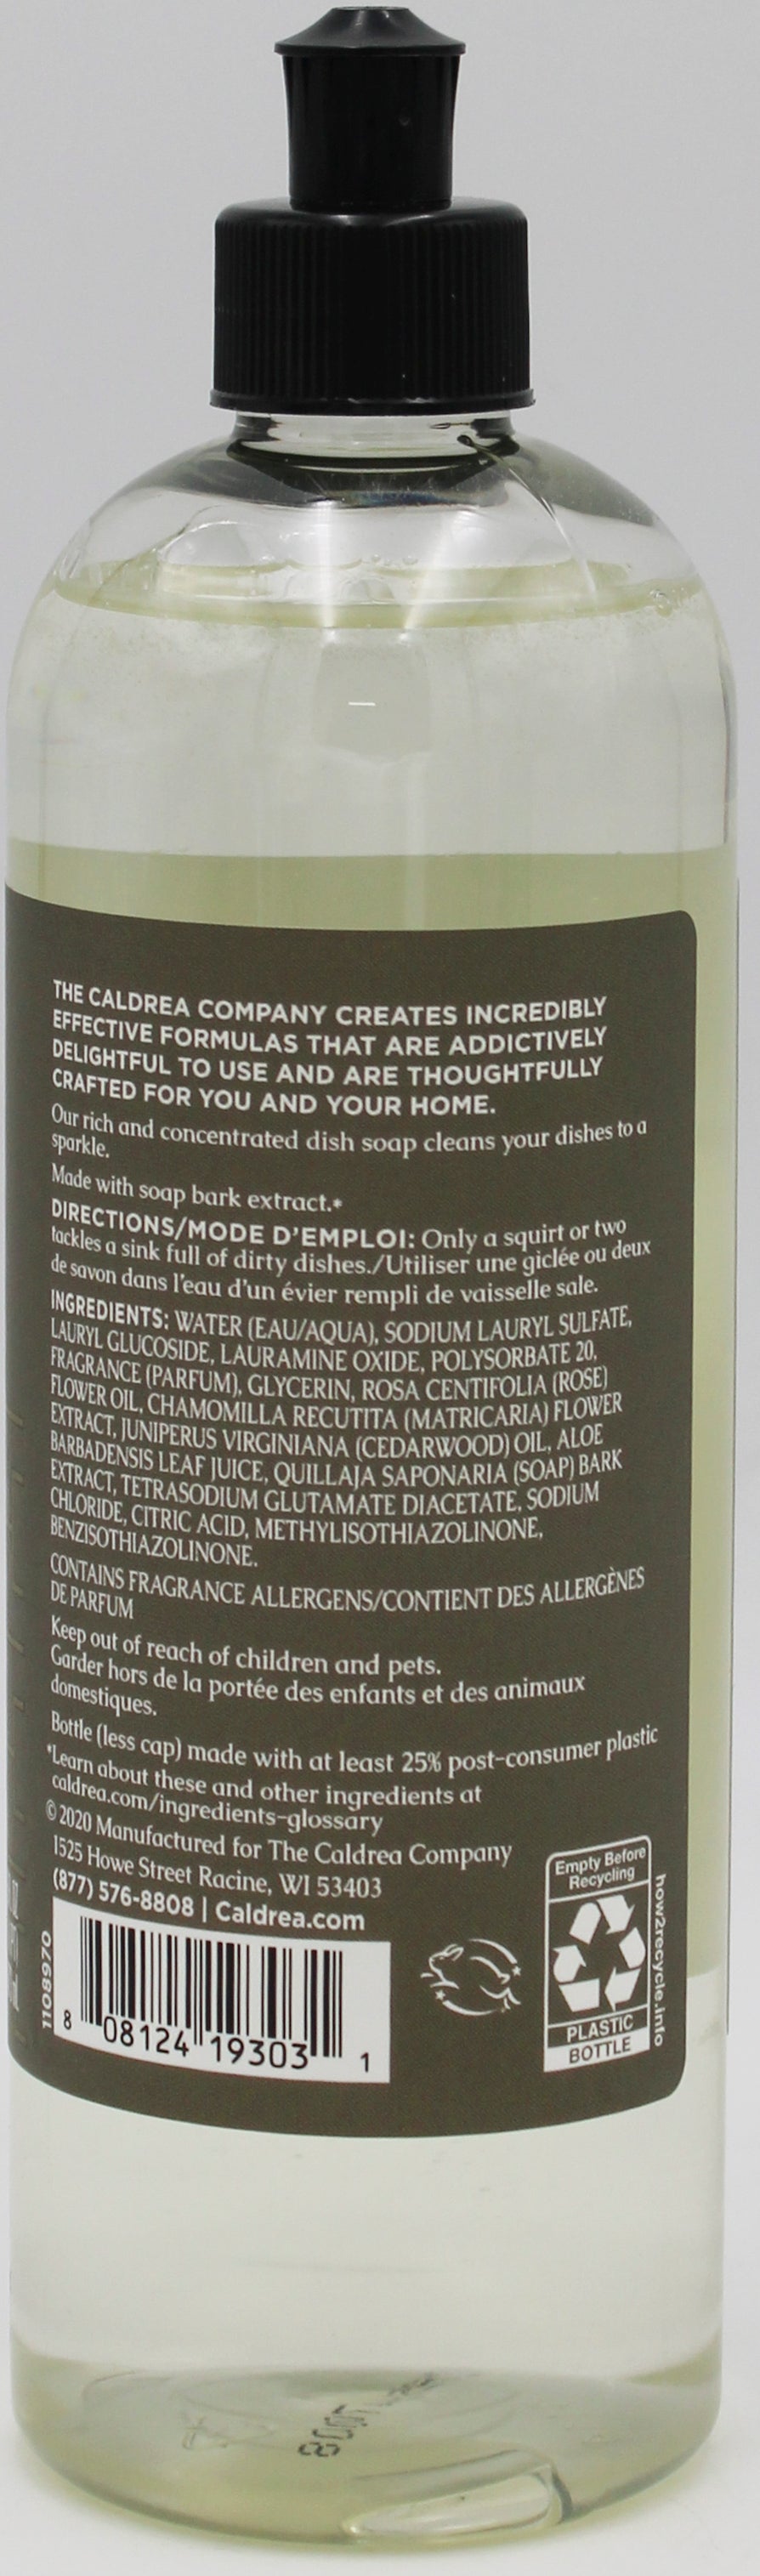 THE CALDREA COMPANY CREATES INCREDIBLY
EFFECTIVE FORMULAS THAT ARE ADDICTIVELY
DELIGHTFUL TO USE AND ARE THOUGHTFULLY
CRAFTED FOR YOU AND YOUR HOME.
Our rich and concentrated dish soap cleans your dishes to a
sparkle.
Made with soap bark extract.*
DIRECTIONS/MODE D'EMPLOI: Only a squirt or two
tackles a sink full of dirty dishes./Utiliser une giclée ou deux
de savon dans l'eau d'un évier rempli de vaisselle sale.
INGREDIENTS: WATER (EAU/AQUA), SODIUM LAURYL SULFATE,
LAURYL GLUCOSIDE, LAURAMINE OXIDE, POLYSORBATE 20,
FRAGRANCE (PARFUM), GLYCERIN, ROSA CENTIFOLIA (ROSE)
FLOWER OIL, CHAMOMILLA RECUTITA (MATRICARIA) FLOWER
EXTRACT, JUNIPERUS VIRGINIANA (CEDARWOOD) OIL, ALOE
BARBADENSIS LEAF JUICE, QUILLAJA SAPONARIA (SOAP) BARK
EXTRACT, TETRASODIUM GLUTAMATE DIACETATE, SODIUM
CHLORIDE, CITRIC ACID, METHYLISOTHIAZOLINONE,
BENZISOTHIAZOLINONE.
CONTAINS FRAGRANCE ALLERGENS/CONTIENT DES ALLERGÈNES
DE PARFUM
Keep out of reach of children and pets.
Garder hors de la portée des enfants et des animaux
domestiques.
Bottle (less cap) made with at least 25% post-consumer plastic
*Learn about these and other ingredients at
caldrea.com/ingredients-glossary
© 2020 Manufactured for The Caldrea Company
1525 Howe Street Racine, WI 53403
(877) 576-8808 | Caldrea.com
1108970
8 08124 19303 1
Empty Before
Recycling
PLASTIC
BOTTLE
how2recycle.info